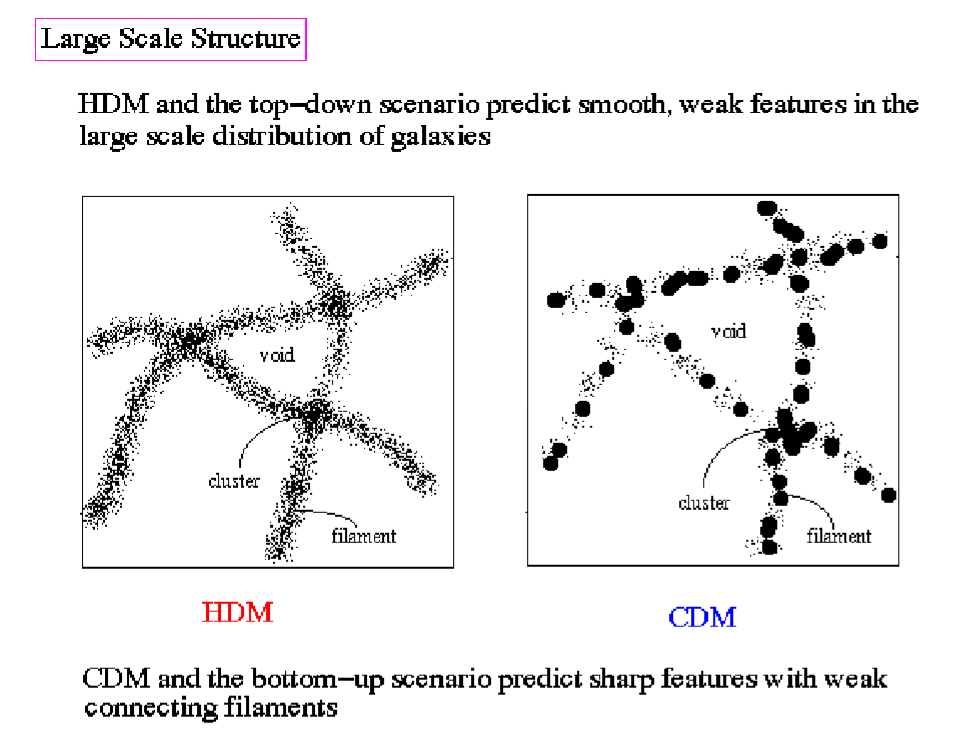 Large Scale Structure
HDM and the top-down scenario predict smooth, weak features in the
large scale distribution of galaxies
void
cluster
filament
void
cluster
filament
HDM
CDM
CDM and the bottom-up scenario predict sharp features with weak
connecting filaments